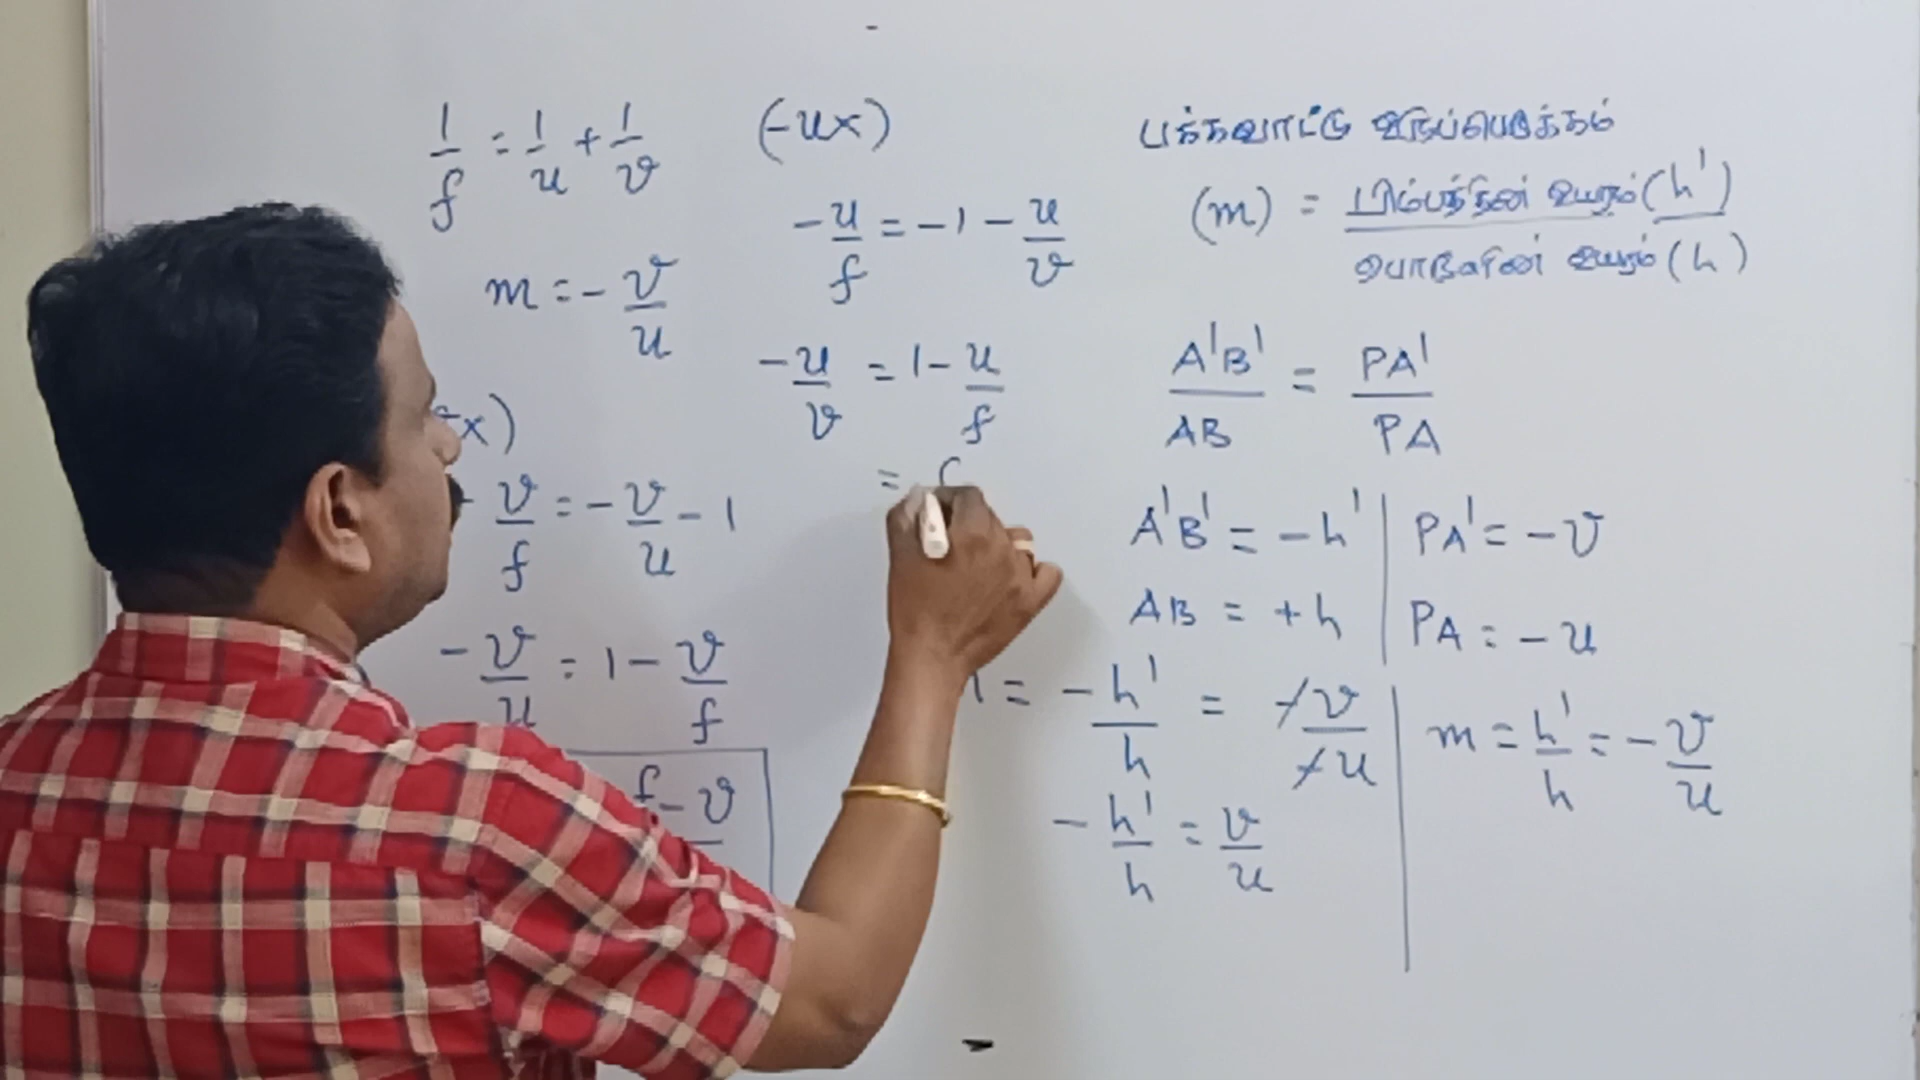 1/f = 1/u + 1/v
m = - v/u
x)
v/f = - v/u - 1
- v/u = 1 - v/f
f - v
(-ux)
- u/f = -1 - u/v
- u/v = 1 - u/f
= f
பக்கவாட்டு உருப்பெருக்கம்
(m) = பிம்பத்தின் உயரம் (h') / பொருளின் உயரம் (h)
A'B'/AB = PA'/PA
A'B' = -h' | PA' = -v
AB = +h | PA = -u
= -h'/h = -v/-u
m = h'/h = - v/u
- h'/h = v/u